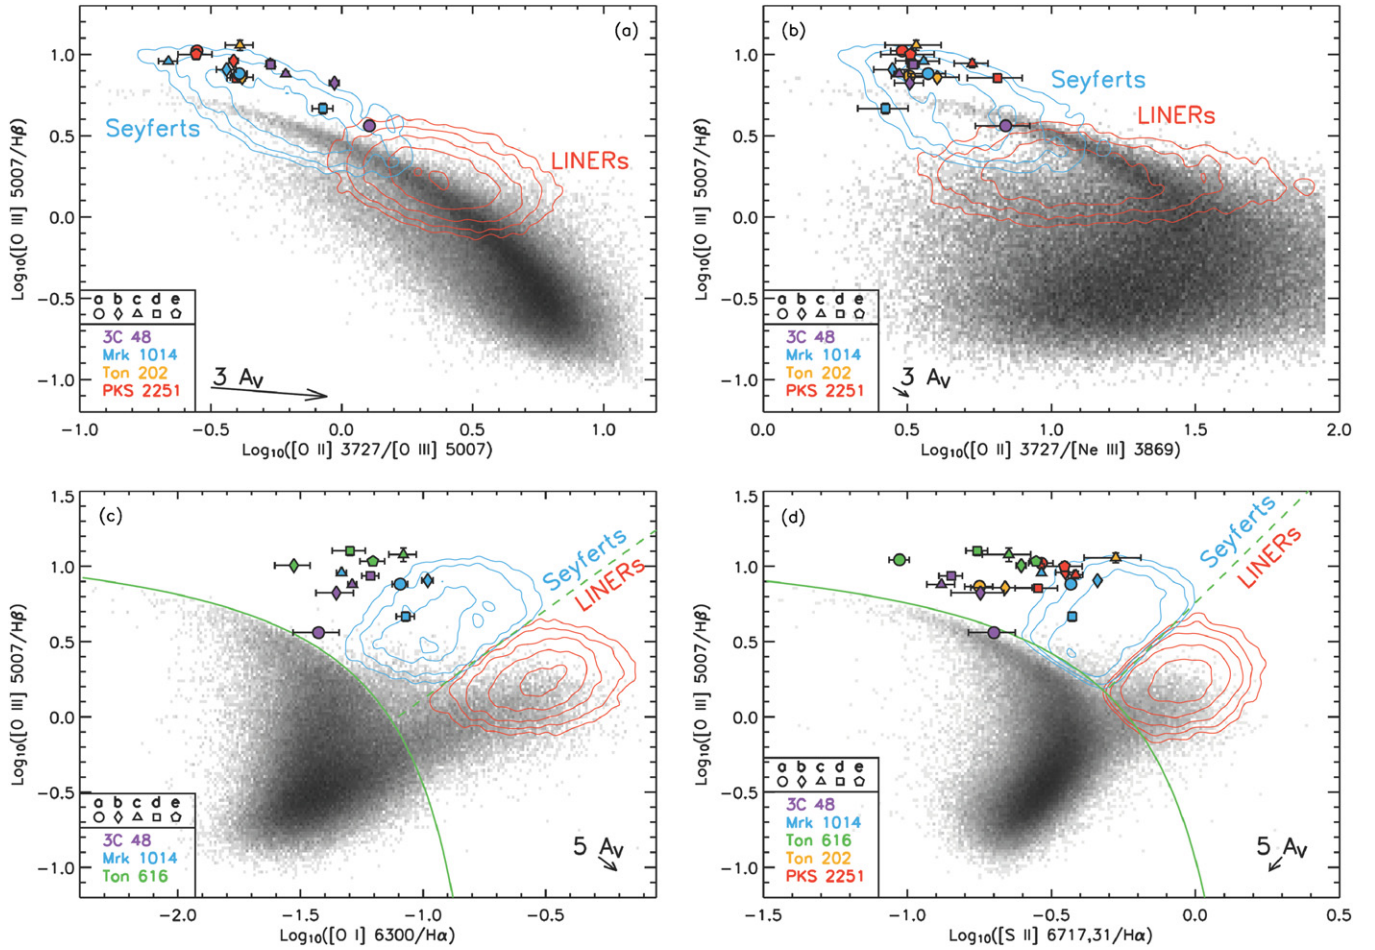 (a)
Seyferts
LINERs
a b c d e
3C 48
Mrk 1014
Ton 202
PKS 2251
3 Av
1.0
0.5
0.0
−0.5
−1.0
Log10([O III] 5007/Hβ)
−1.0 −0.5 0.0 0.5 1.0
Log10([O II] 3727/[O III] 5007)
(b)
Seyferts
LINERs
a b c d e
3C 48
Mrk 1014
Ton 202
PKS 2251
3 Av
1.0
0.5
0.0
−0.5
−1.0
Log10([O III] 5007/Hβ)
0.0 0.5 1.0 1.5 2.0
Log10([O II] 3727/[Ne III] 3869)
(c)
Seyferts
LINERs
a b c d e
3C 48
Mrk 1014
Ton 616
5 Av
1.5
1.0
0.5
0.0
−0.5
−1.0
Log10([O III] 5007/Hβ)
−2.0 −1.5 −1.0 −0.5
Log10([O I] 6300/Hα)
(d)
Seyferts
LINERs
a b c d e
3C 48
Mrk 1014
Ton 616
Ton 202
PKS 2251
5 Av
1.5
1.0
0.5
0.0
−0.5
−1.0
Log10([O III] 5007/Hβ)
−1.5 −1.0 −0.5 0.0 0.5
Log10([S II] 6717,31/Hα)